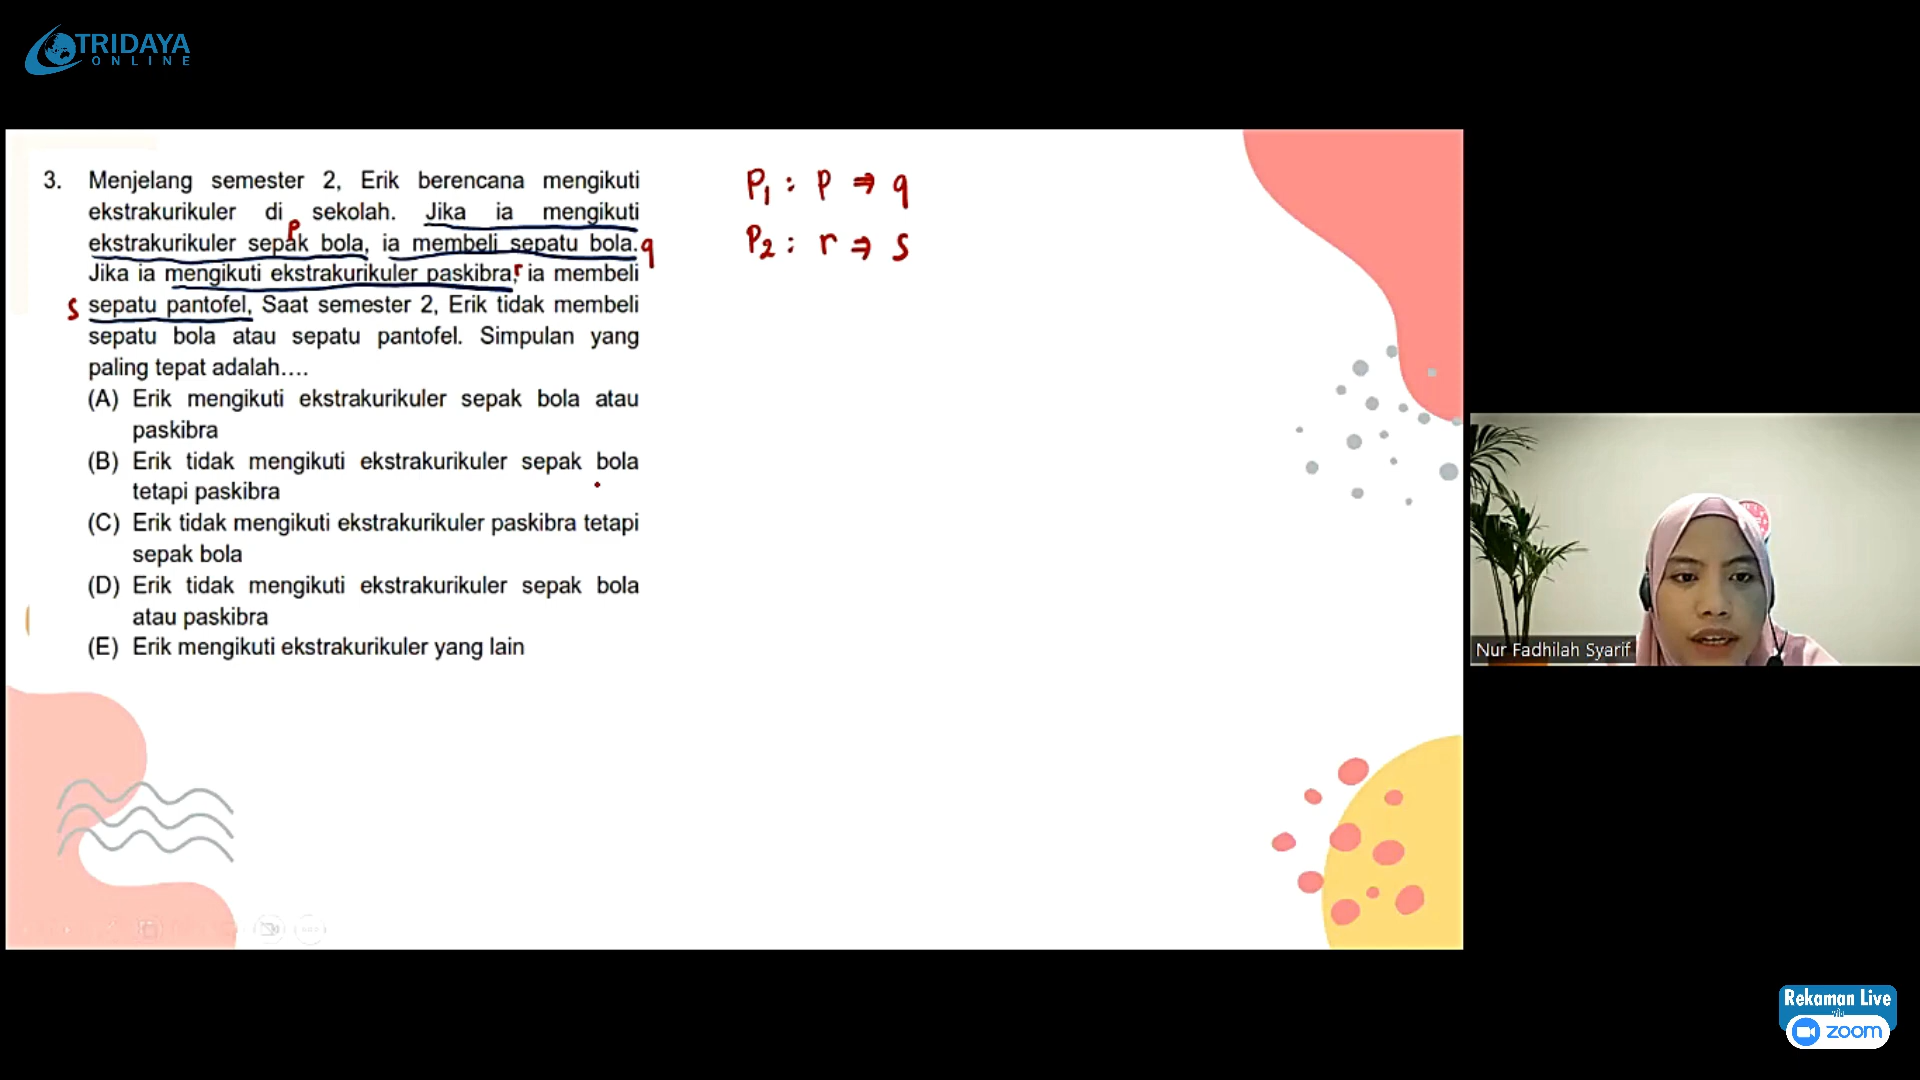 TRIDAYA
ONLINE
3. Menjelang semester 2, Erik berencana mengikuti
ekstrakurikuler di sekolah. Jika ia mengikuti
ekstrakurikuler sepak bola, ia membeli sepatu bola.
Jika ia mengikuti ekstrakurikuler paskibra, ia membeli
sepatu pantofel, Saat semester 2, Erik tidak membeli
sepatu bola atau sepatu pantofel. Simpulan yang
paling tepat adalah....
(A) Erik mengikuti ekstrakurikuler sepak bola atau
paskibra
(B) Erik tidak mengikuti ekstrakurikuler sepak bola
tetapi paskibra
(C) Erik tidak mengikuti ekstrakurikuler paskibra tetapi
sepak bola
(D) Erik tidak mengikuti ekstrakurikuler sepak bola
atau paskibra
(E) Erik mengikuti ekstrakurikuler yang lain
p
q
r
s
P₁ : p ⇒ q
P₂ : r ⇒ s
Nur Fadhilah Syarif
Rekaman Live
via
zoom